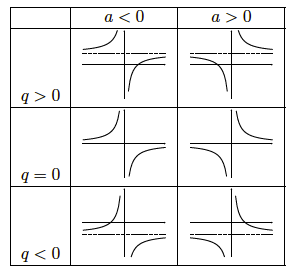 a < 0 a > 0
q > 0
q = 0
q < 0